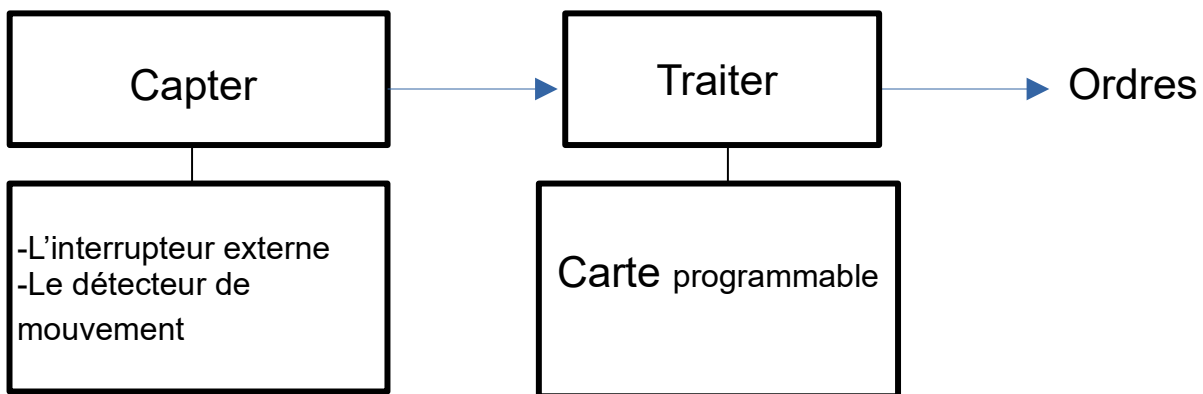 Capter
Traiter
Ordres
-L’interrupteur externe
-Le détecteur de
mouvement
Carte programmable